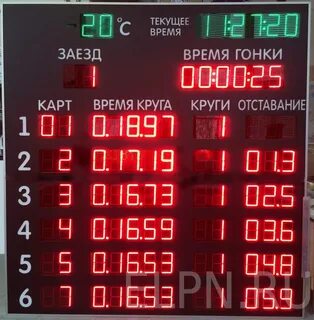 20°C ТЕКУЩЕЕ ВРЕМЯ 1:27:20
ЗАЕЗД ВРЕМЯ ГОНКИ
1 00:00:25
КАРТ ВРЕМЯ КРУГА КРУГИ ОТСТАВАНИЕ
1 01 0.18.97 1
2 2 0.17.19 1 01.3
3 3 0.16.73 1 02.5
4 4 0.16.59 1 03.6
5 5 0.16.53 1 04.8
6 7 0.16.53 1 05.9
ELPN.RU